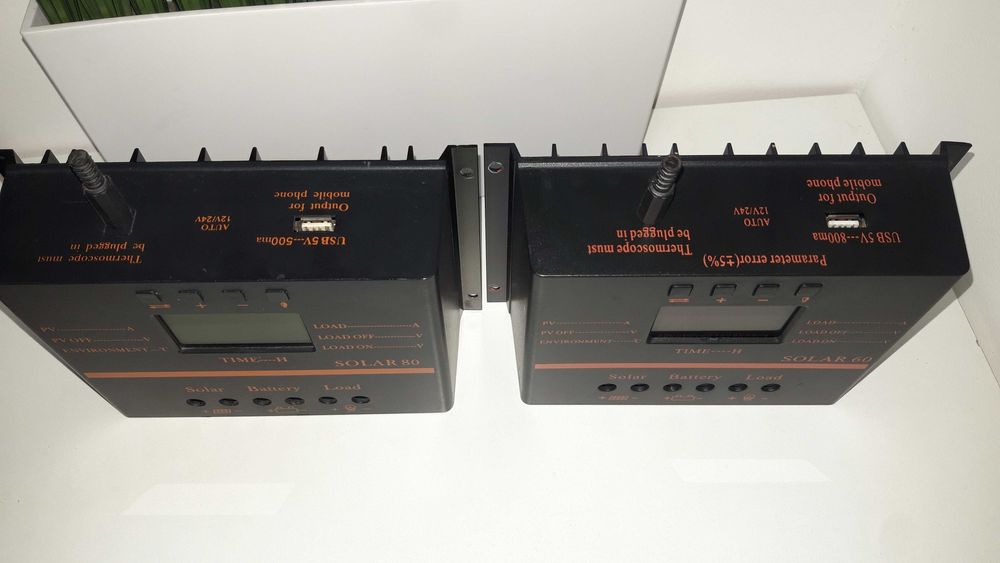 Thermoscope must
be plugged in
AUTO
12V/24V
USB 5V---500ma
Output for
mobile phone
PV--------------------A
PV OFF--------------V
ENVIRONMENT------V
LOAD--------------------A
LOAD OFF------------V
LOAD ON-------------V
TIME----H
SOLAR 80
Solar Battery Load
Parameter error(±5%)
Thermoscope must
be plugged in
AUTO
12V/24V
USB 5V---800ma
Output for
mobile phone
PV--------------------A
PV OFF--------------V
ENVIRONMENT------V
LOAD--------------------A
LOAD OFF------------V
LOAD ON-------------V
TIME----H
SOLAR 60
Solar Battery Load